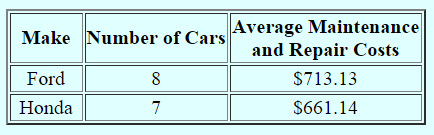 Make Number of Cars Average Maintenance
and Repair Costs
Ford 8 $713.13
Honda 7 $661.14